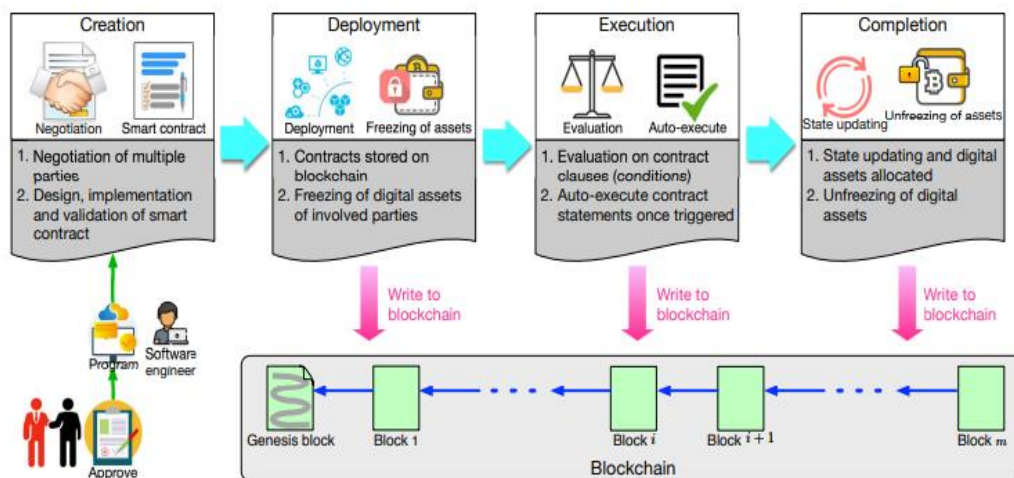 Creation
Negotiation
Smart contract
1. Negotiation of multiple
parties
2. Design, implementation
and validation of smart
contract
Deployment
Deployment
Freezing of assets
1. Contracts stored on
blockchain
2. Freezing of digital assets
of involved parties
Execution
Evaluation
Auto-execute
1. Evaluation on contract
clauses (conditions)
2. Auto-execute contract
statements once triggered
Completion
State updating
Unfreezing of assets
1. State updating and digital
assets allocated
2. Unfreezing of digital
assets
Write to
blockchain
Write to
blockchain
Write to
blockchain
Program
Software
engineer
Approve
Genesis block
Block 1
Block i
Block i + 1
Block m
Blockchain